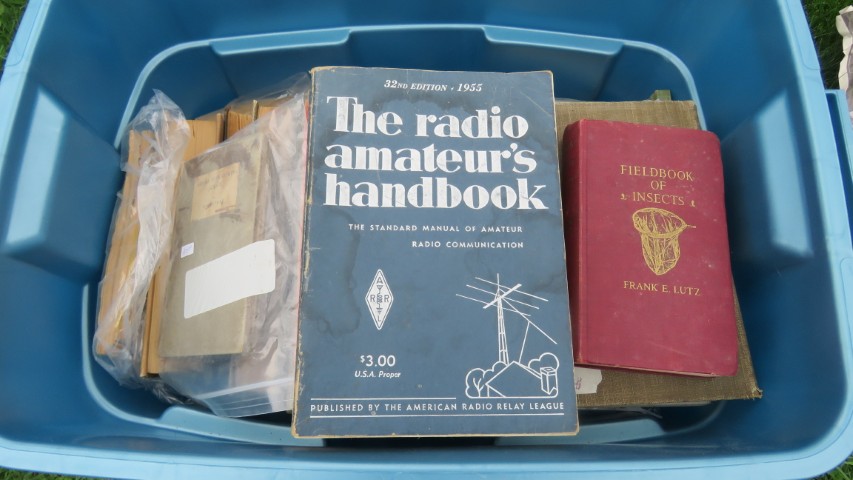 32ND EDITION • 1955
The radio
amateur's
handbook
THE STANDARD MANUAL OF AMATEUR
RADIO COMMUNICATION
A
R R
L
$3.00
U.S.A. Proper
PUBLISHED BY THE AMERICAN RADIO RELAY LEAGUE
FIELDBOOK
OF
INSECTS
FRANK E. LUTZ